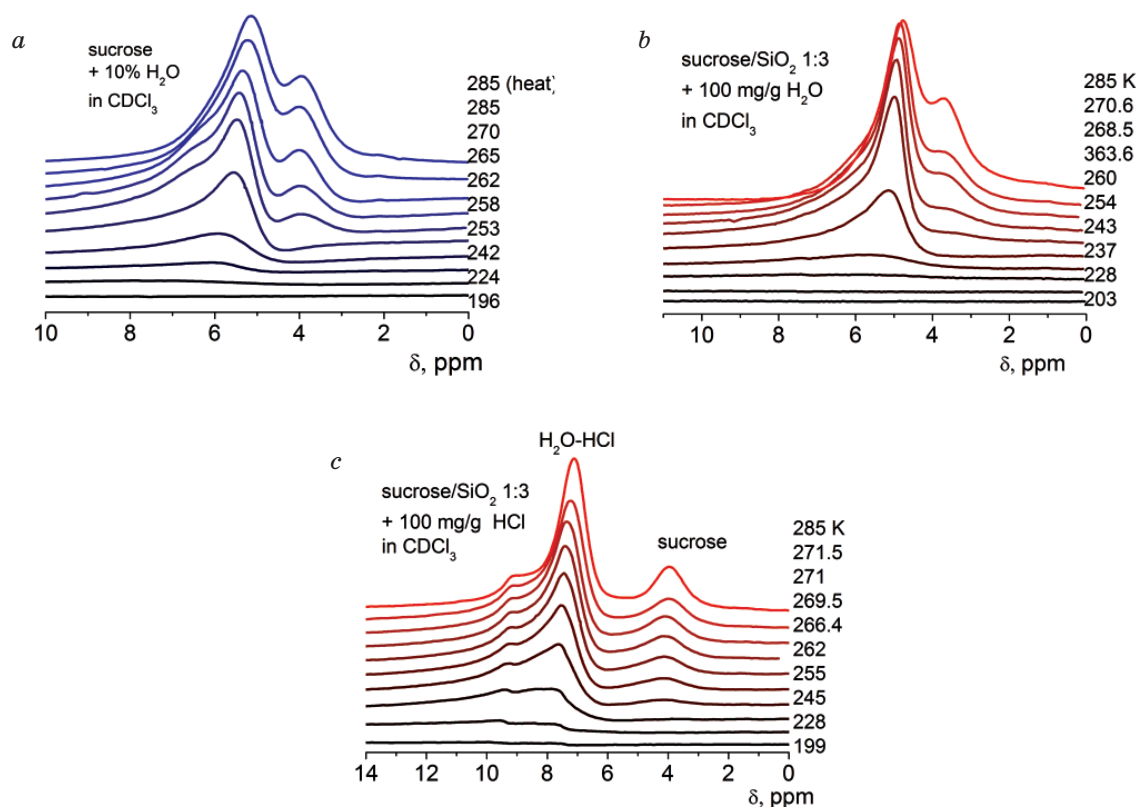 a
sucrose
+ 10% H₂O
in CDCl₃
285 (heat)
285
270
265
262
258
253
242
224
196
10 8 6 4 2 0
δ, ppm
b
sucrose/SiO₂ 1:3
+ 100 mg/g H₂O
in CDCl₃
285 K
270.6
268.5
363.6
260
254
243
237
228
203
10 8 6 4 2 0
δ, ppm
c
H₂O-HCl
sucrose/SiO₂ 1:3
+ 100 mg/g HCl
in CDCl₃
sucrose
285 K
271.5
271
269.5
266.4
262
255
245
228
199
14 12 10 8 6 4 2 0
δ, ppm